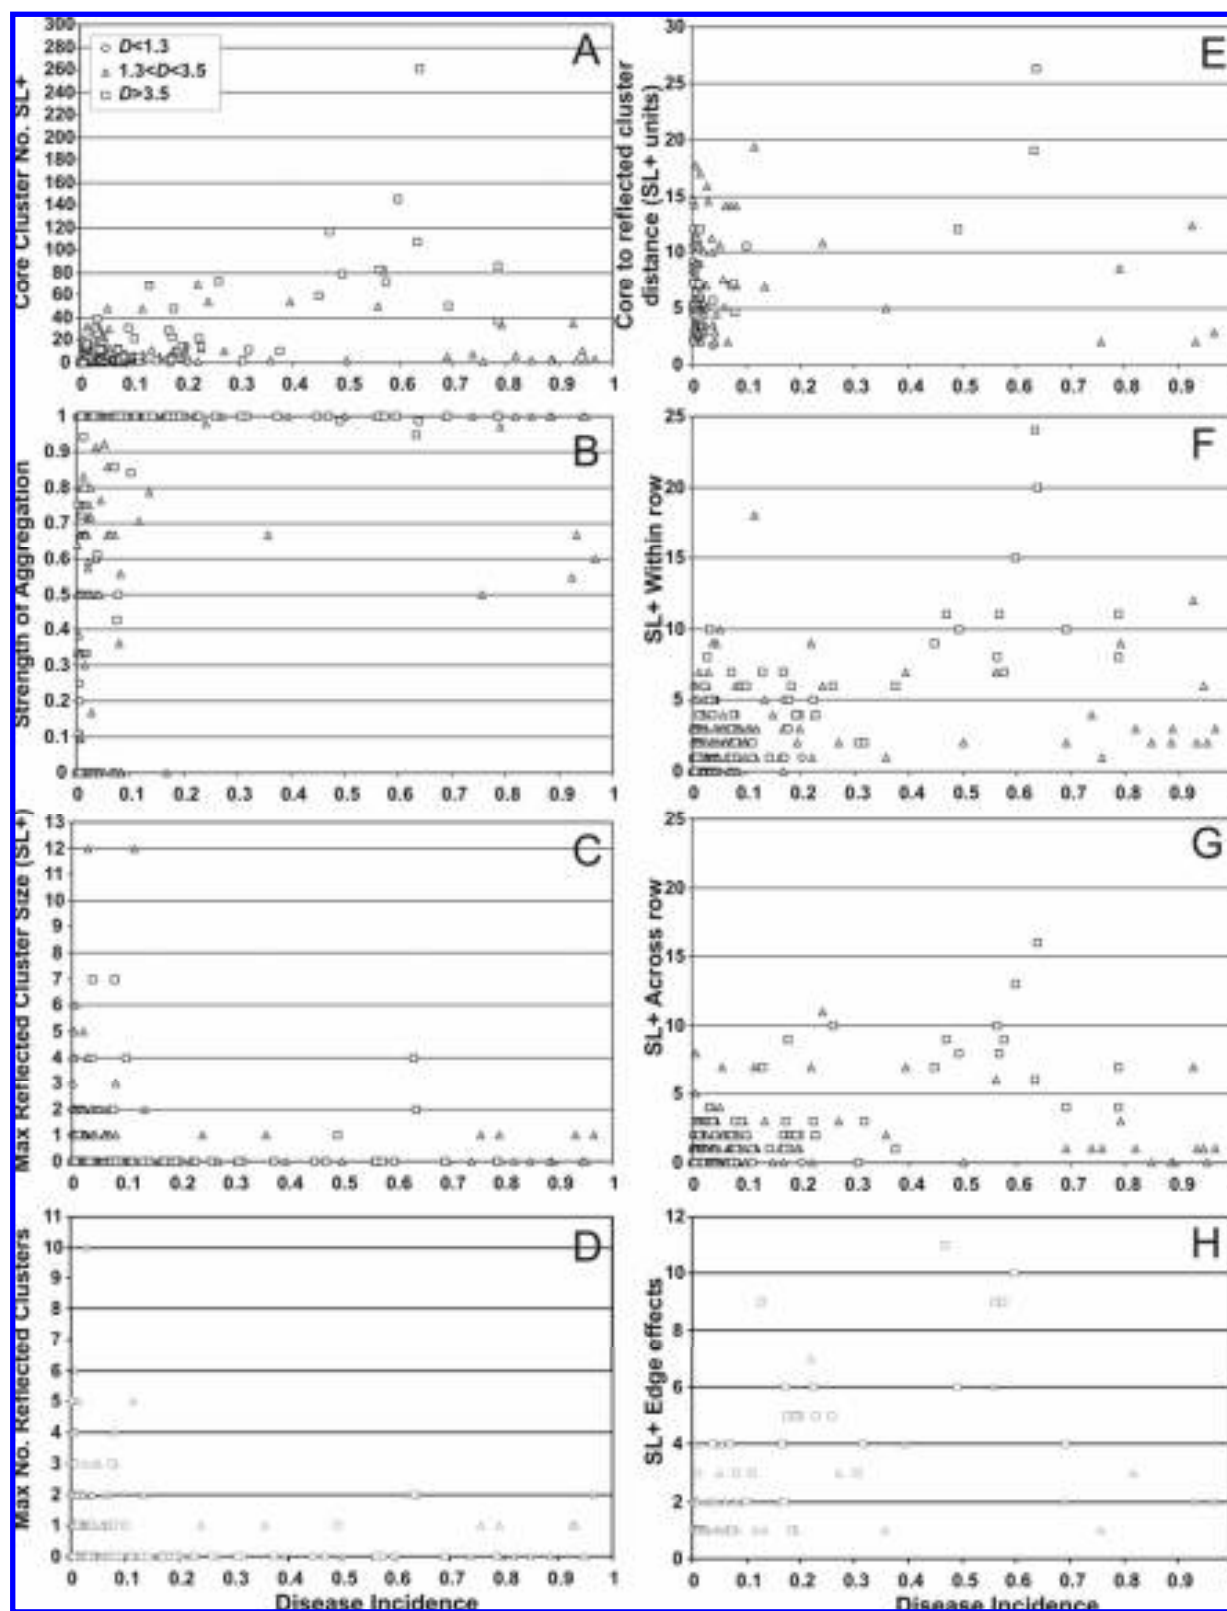 300
280
260
240
220
200
180
160
140
120
100
80
60
40
20
0
Core Cluster No. SL+
D<1.3
1.3<D<3.5
D>3.5
A
0 0.1 0.2 0.3 0.4 0.5 0.6 0.7 0.8 0.9 1
1
0.9
0.8
0.7
0.6
0.5
0.4
0.3
0.2
0.1
0
Strength of Aggregation
B
0 0.1 0.2 0.3 0.4 0.5 0.6 0.7 0.8 0.9 1
13
12
11
10
9
8
7
6
5
4
3
2
1
0
Max Reflected Cluster Size (SL+)
C
0 0.1 0.2 0.3 0.4 0.5 0.6 0.7 0.8 0.9 1
11
10
9
8
7
6
5
4
3
2
1
0
Max No. Reflected Clusters
D
0 0.1 0.2 0.3 0.4 0.5 0.6 0.7 0.8 0.9 1
Disease Incidence
30
25
20
15
10
5
0
Core to reflected cluster
distance (SL+ units)
E
0 0.1 0.2 0.3 0.4 0.5 0.6 0.7 0.8 0.9
25
20
15
10
5
0
SL+ Within row
F
0 0.1 0.2 0.3 0.4 0.5 0.6 0.7 0.8 0.9
25
20
15
10
5
0
SL+ Across row
G
0 0.1 0.2 0.3 0.4 0.5 0.6 0.7 0.8 0.9
12
10
8
6
4
2
0
SL+ Edge effects
H
0 0.1 0.2 0.3 0.4 0.5 0.6 0.7 0.8 0.9
Disease Incidence